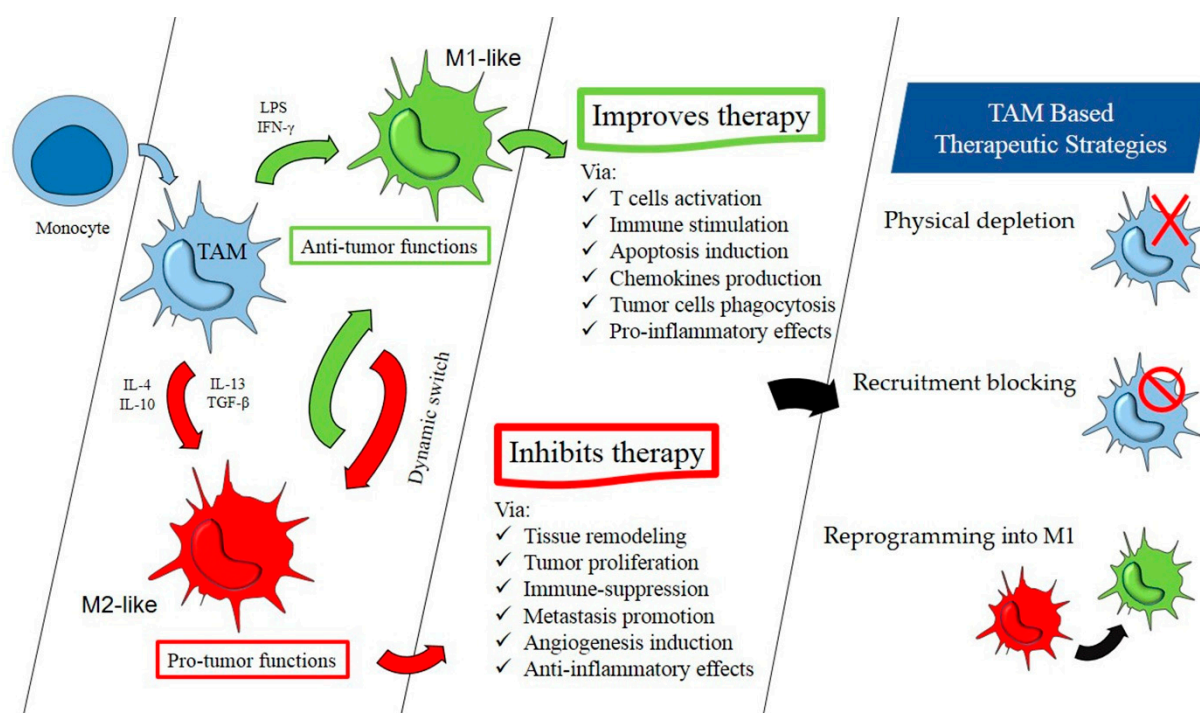 Monocyte
TAM
LPS
IFN-γ
M1-like
Anti-tumor functions
IL-4
IL-10
IL-13
TGF-β
Dynamic switch
M2-like
Pro-tumor functions
Improves therapy
Via:
✓ T cells activation
✓ Immune stimulation
✓ Apoptosis induction
✓ Chemokines production
✓ Tumor cells phagocytosis
✓ Pro-inflammatory effects
Inhibits therapy
Via:
✓ Tissue remodeling
✓ Tumor proliferation
✓ Immune-suppression
✓ Metastasis promotion
✓ Angiogenesis induction
✓ Anti-inflammatory effects
TAM Based
Therapeutic Strategies
Physical depletion
Recruitment blocking
Reprogramming into M1